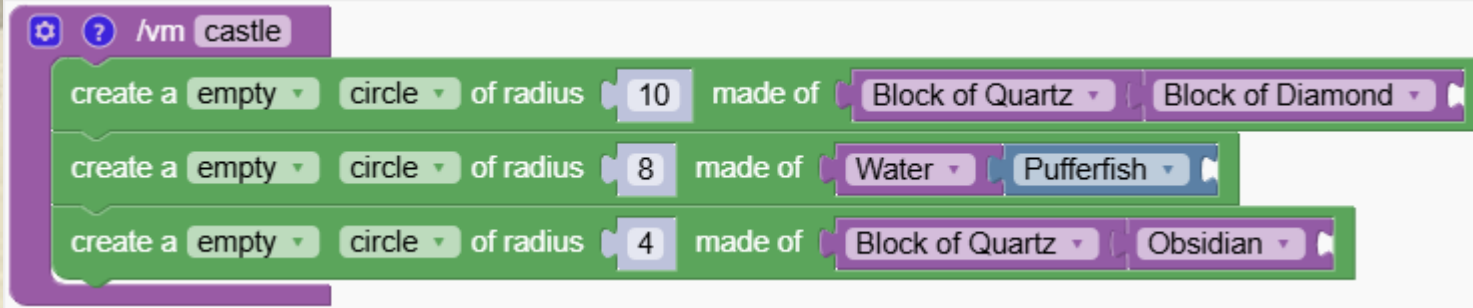 ? /vm castle
create a empty circle of radius 10 made of Block of Quartz Block of Diamond
create a empty circle of radius 8 made of Water Pufferfish
create a empty circle of radius 4 made of Block of Quartz Obsidian